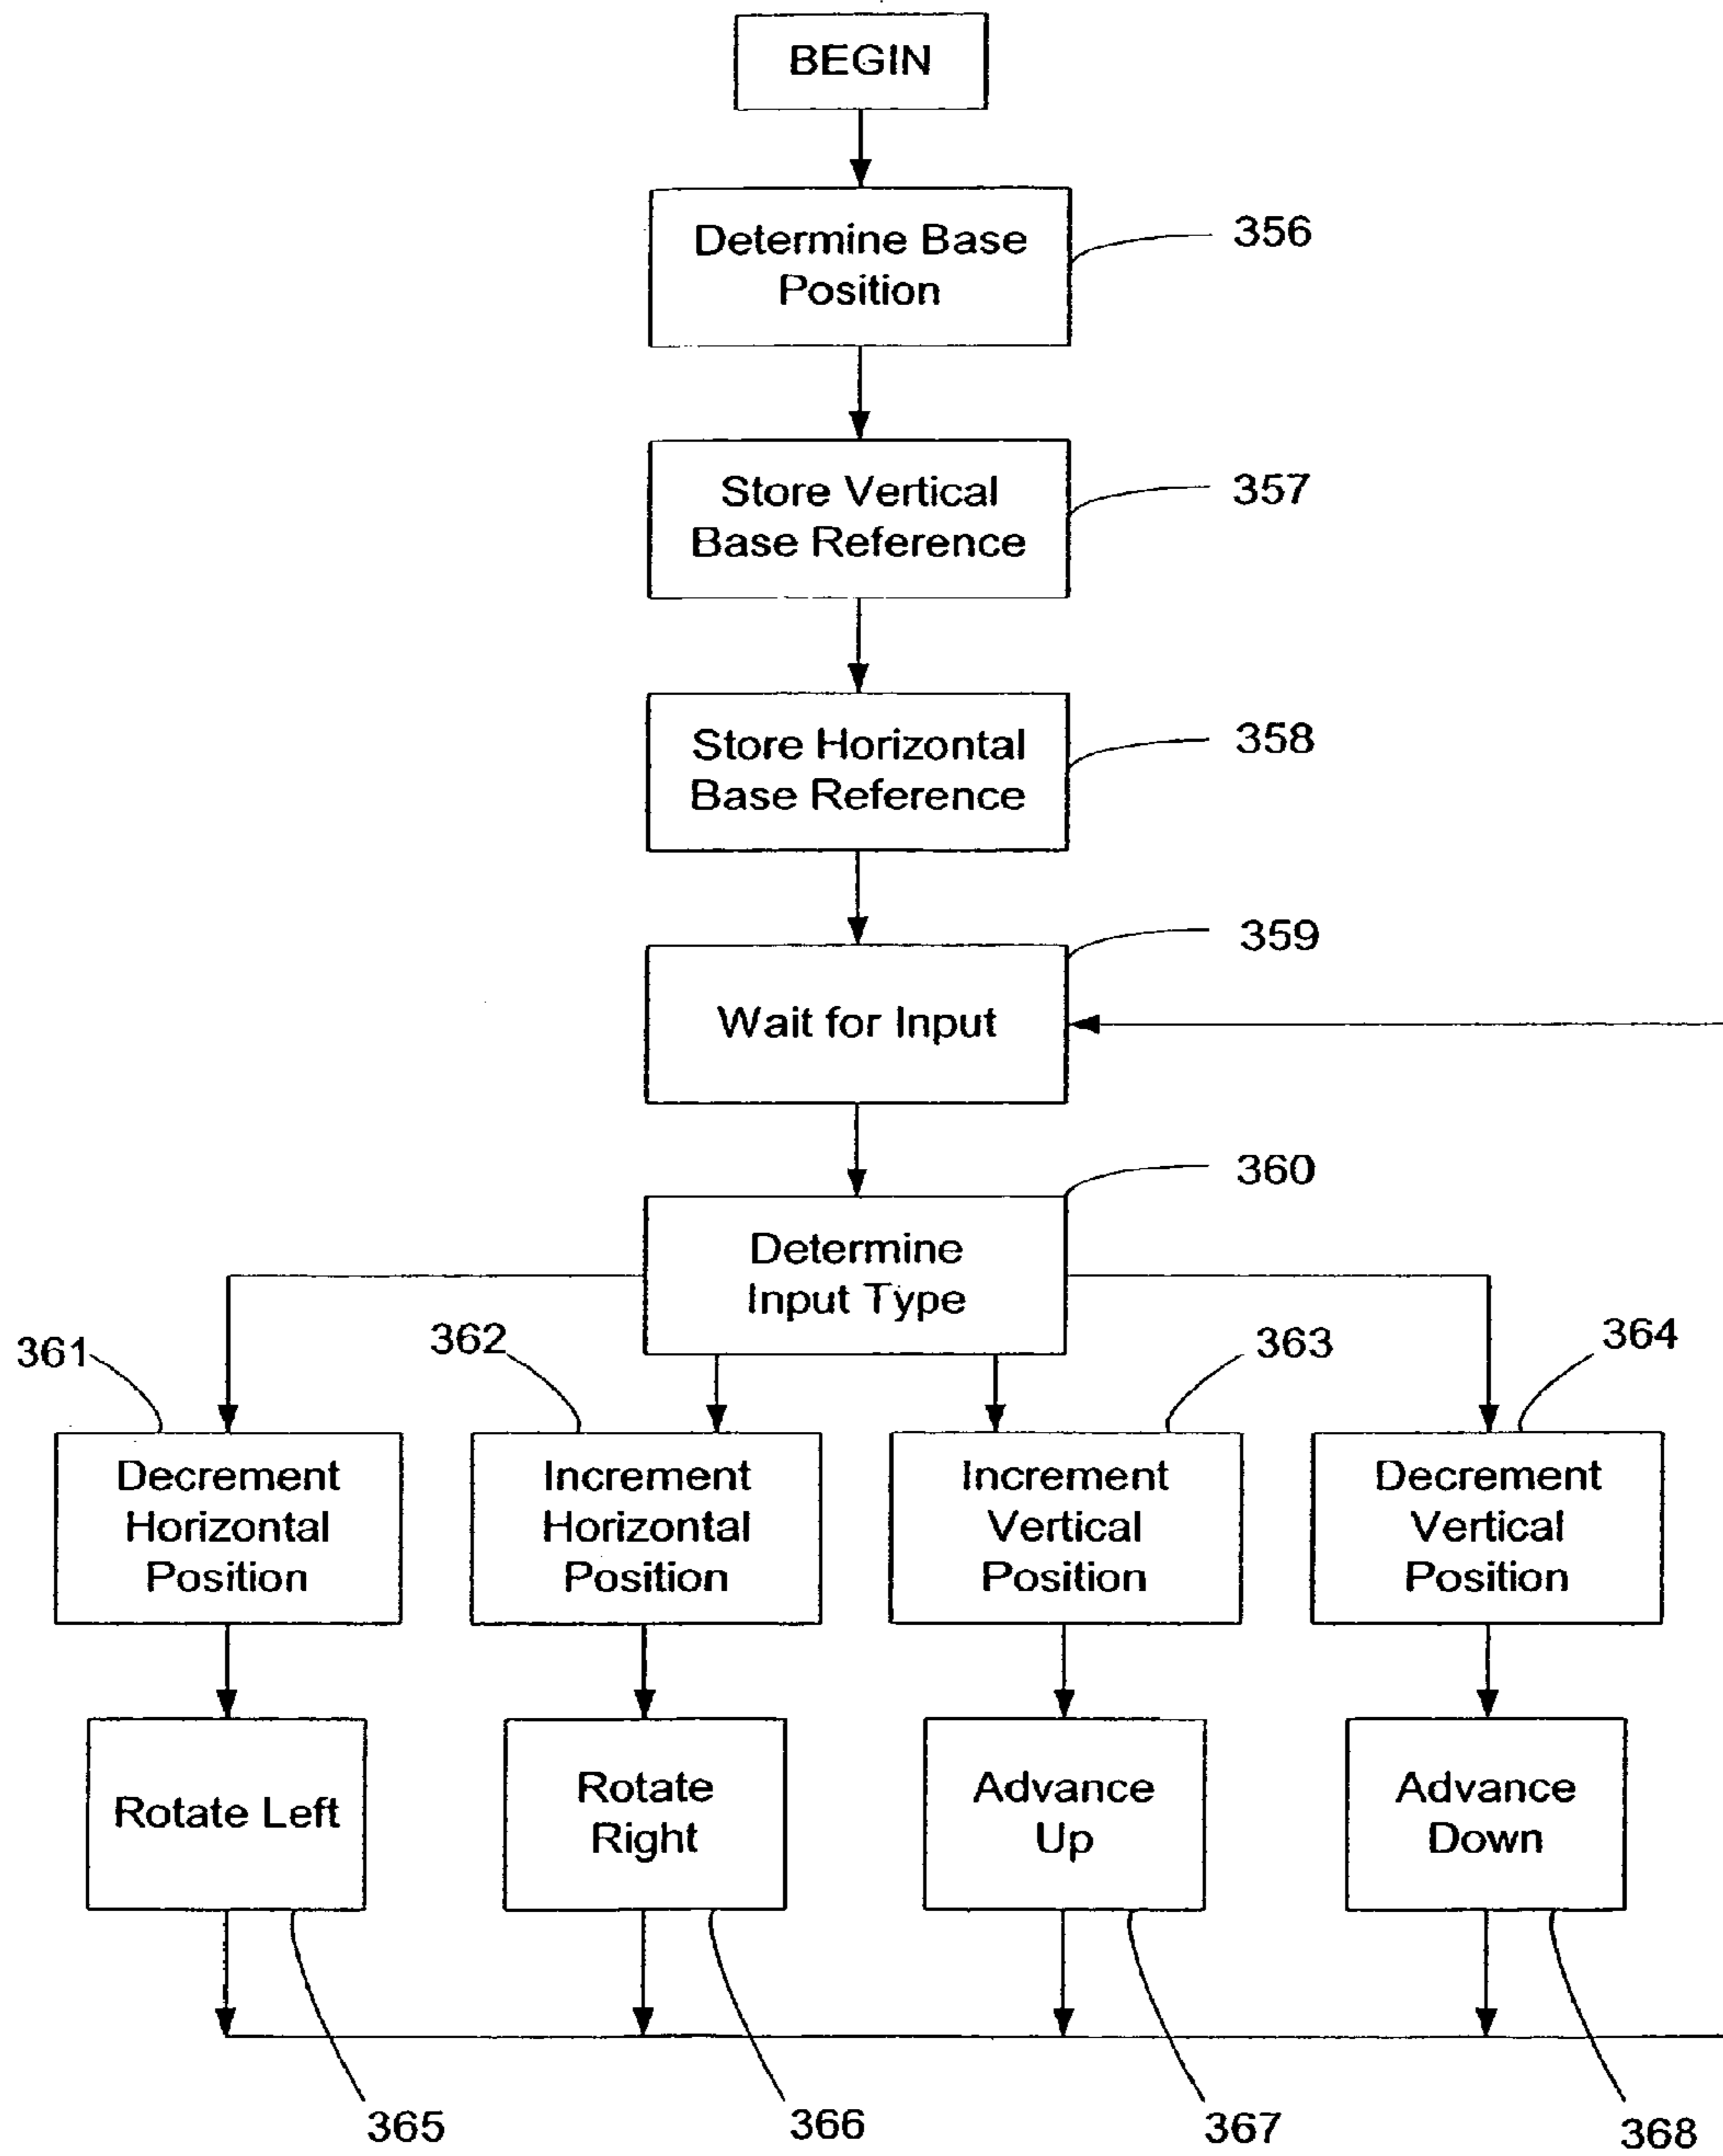 BEGIN
Determine Base
Position
356
Store Vertical
Base Reference
357
Store Horizontal
Base Reference
358
Wait for Input
359
Determine
Input Type
360
361
362
363
364
Decrement
Horizontal
Position
Increment
Horizontal
Position
Increment
Vertical
Position
Decrement
Vertical
Position
Rotate Left
Rotate
Right
Advance
Up
Advance
Down
365
366
367
368